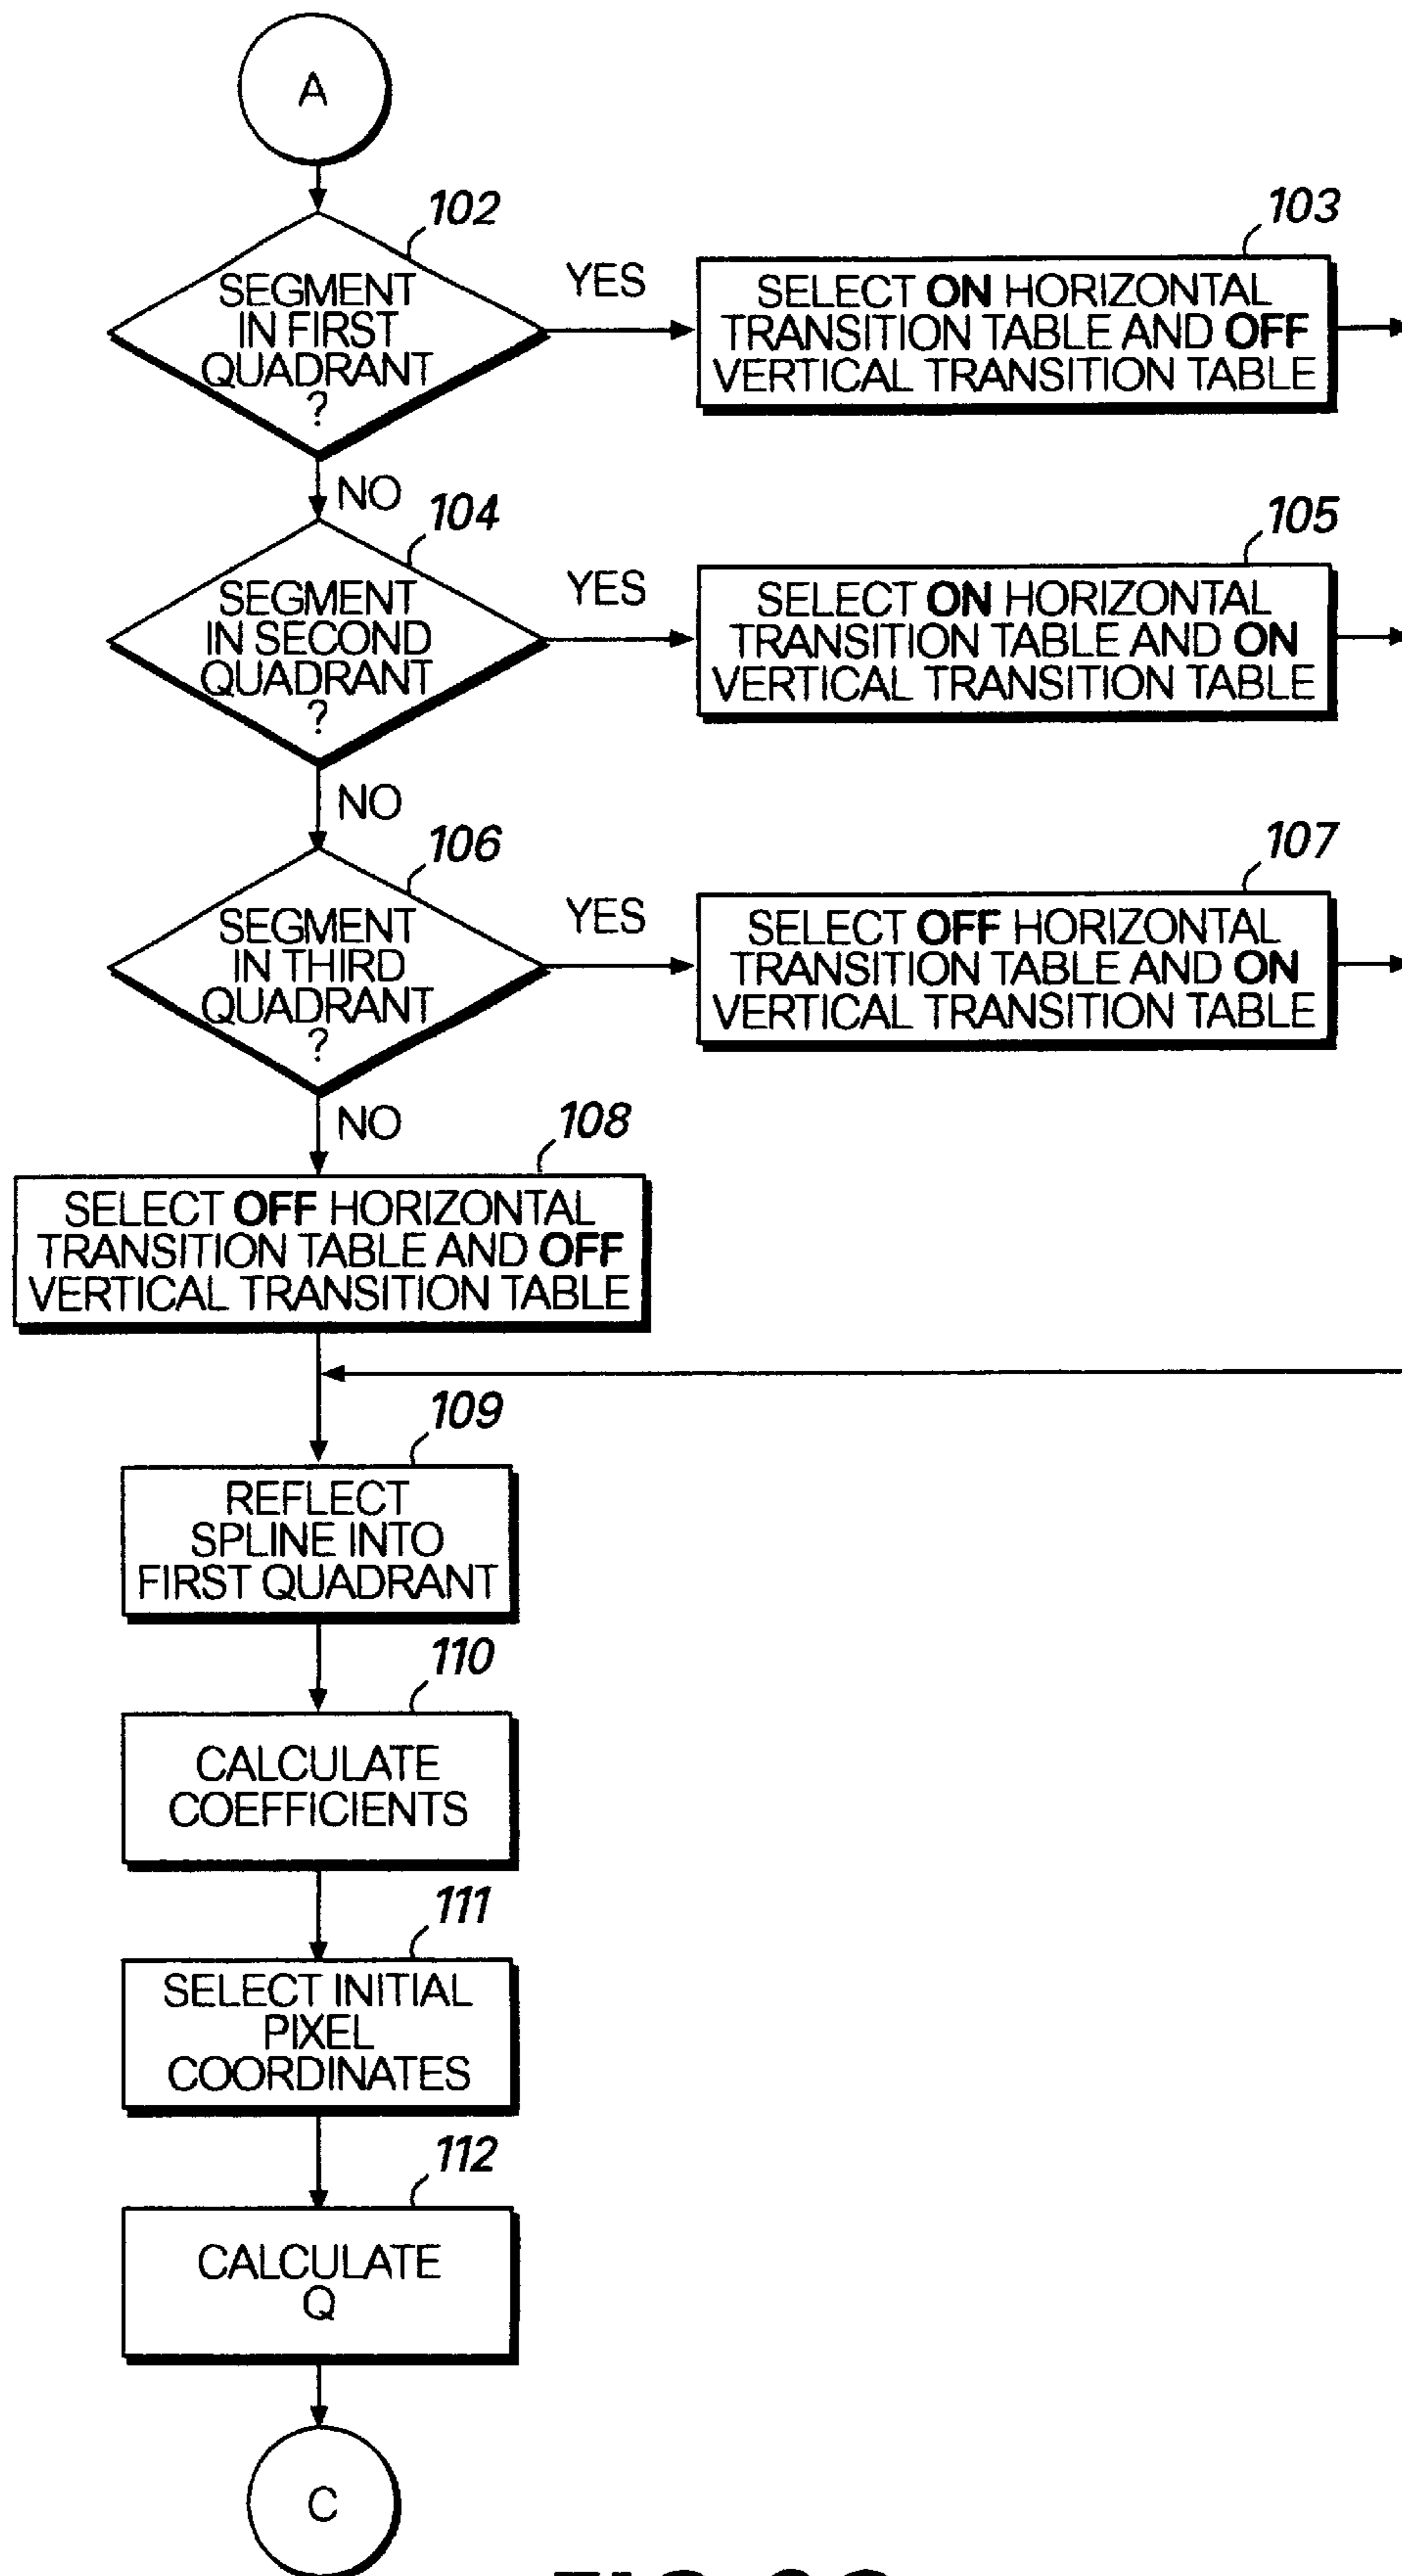 A
102
SEGMENT
IN FIRST
QUADRANT
?
YES
103
SELECT ON HORIZONTAL
TRANSITION TABLE AND OFF
VERTICAL TRANSITION TABLE
NO
104
SEGMENT
IN SECOND
QUADRANT
?
YES
105
SELECT ON HORIZONTAL
TRANSITION TABLE AND ON
VERTICAL TRANSITION TABLE
NO
106
SEGMENT
IN THIRD
QUADRANT
?
YES
107
SELECT OFF HORIZONTAL
TRANSITION TABLE AND ON
VERTICAL TRANSITION TABLE
NO
108
SELECT OFF HORIZONTAL
TRANSITION TABLE AND OFF
VERTICAL TRANSITION TABLE
109
REFLECT
SPLINE INTO
FIRST QUADRANT
110
CALCULATE
COEFFICIENTS
111
SELECT INITIAL
PIXEL
COORDINATES
112
CALCULATE
Q
C